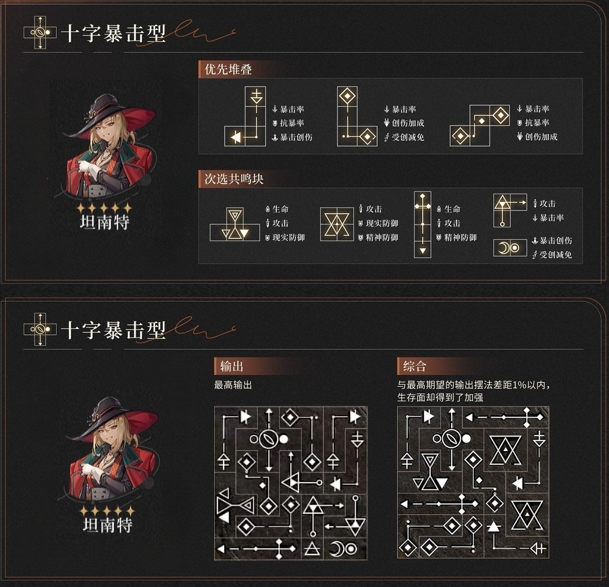 十字暴击型
优先堆叠
暴击率
抗暴率
暴击创伤
暴击率
创伤加成
受创减免
暴击率
抗暴率
创伤加成
坦南特
次选共鸣块
生命
攻击
现实防御
攻击
现实防御
精神防御
生命
攻击
精神防御
攻击
暴击率
暴击创伤
受创减免
十字暴击型
输出
最高输出
综合
与最高期望的输出摆法差距1%以内，
生存面却得到了加强
坦南特